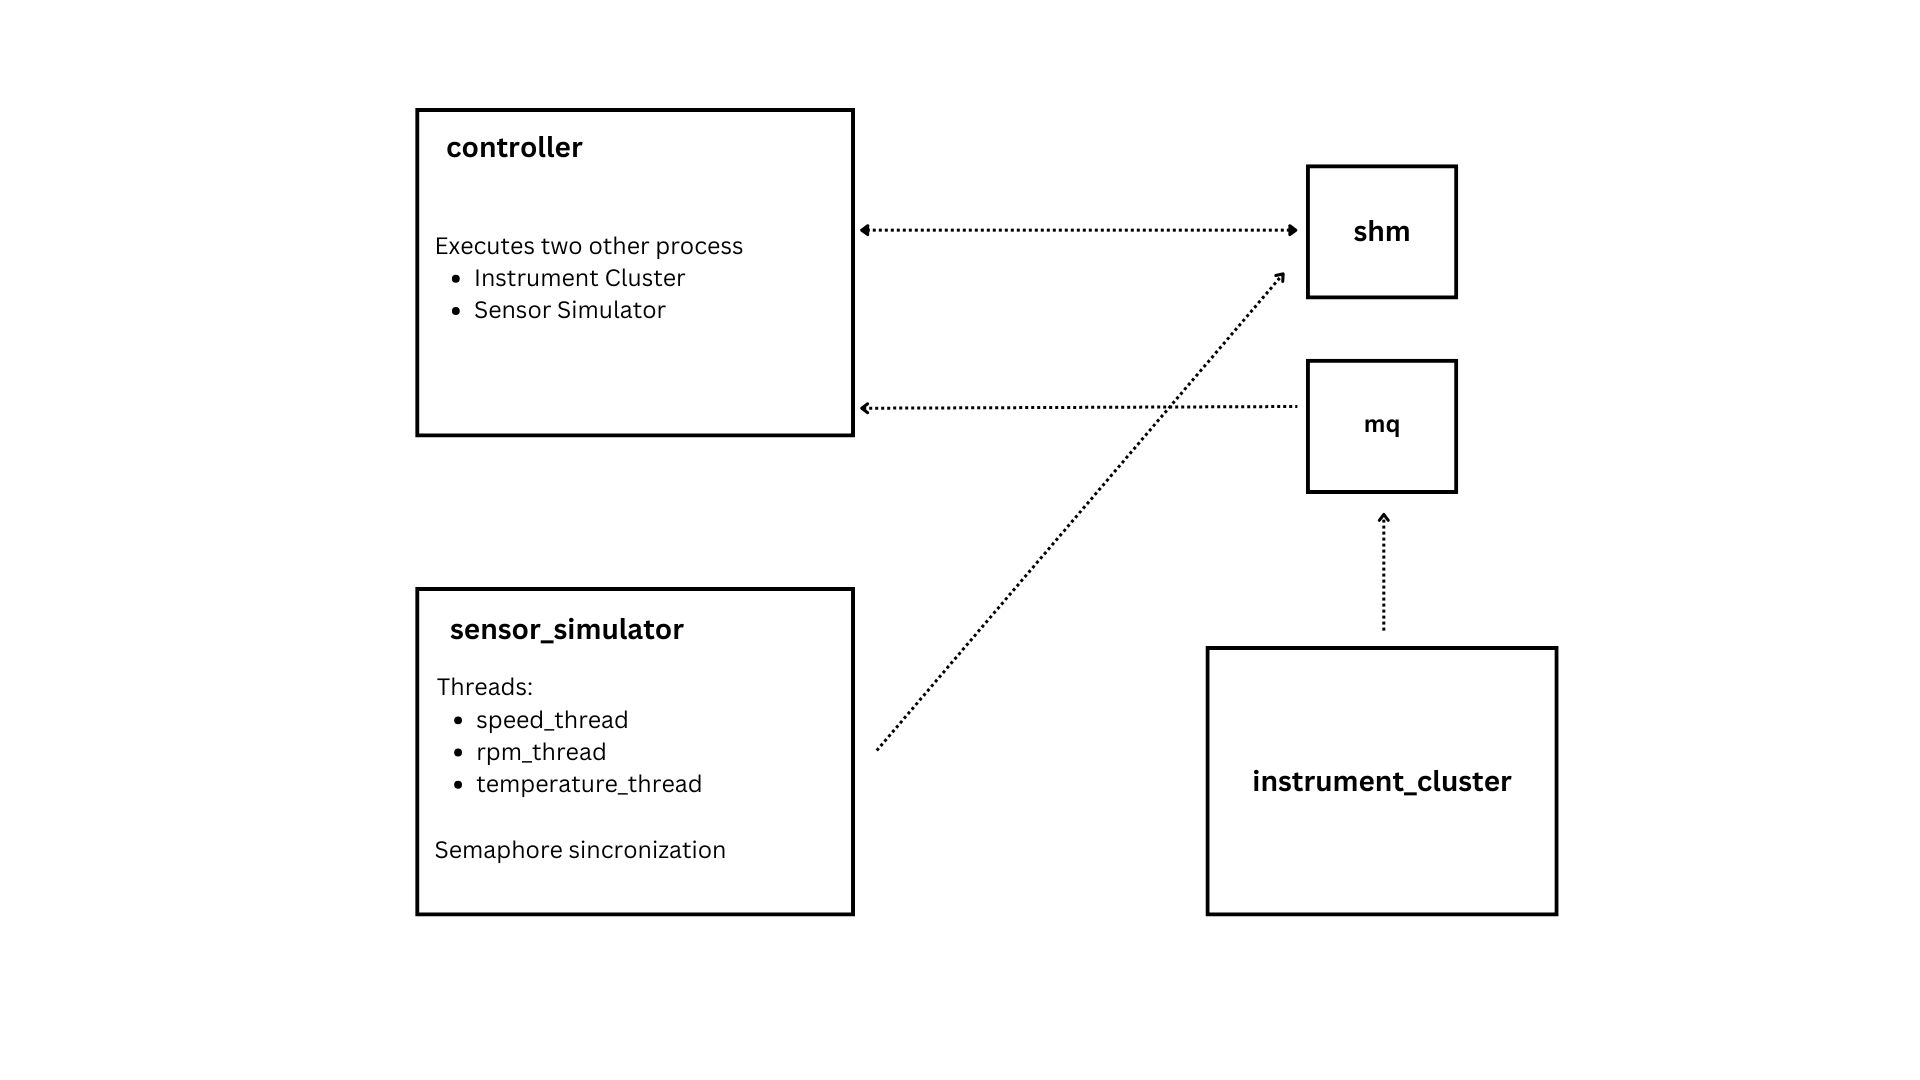 controller
Executes two other process
• Instrument Cluster
• Sensor Simulator
shm
mq
sensor_simulator
Threads:
• speed_thread
• rpm_thread
• temperature_thread
Semaphore sincronization
instrument_cluster